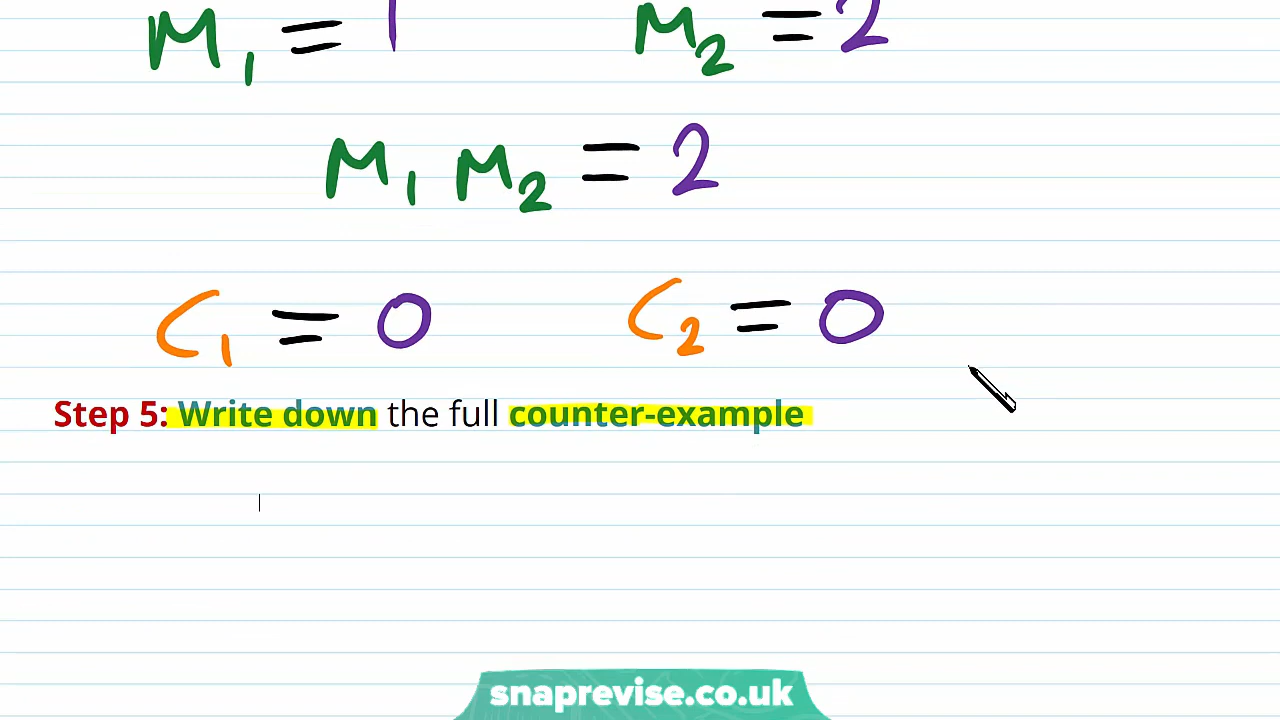 M₁ = 1 M₂ = 2
M₁ M₂ = 2
C₁ = 0 C₂ = 0
Step 5: Write down the full counter-example
snaprevise.co.uk